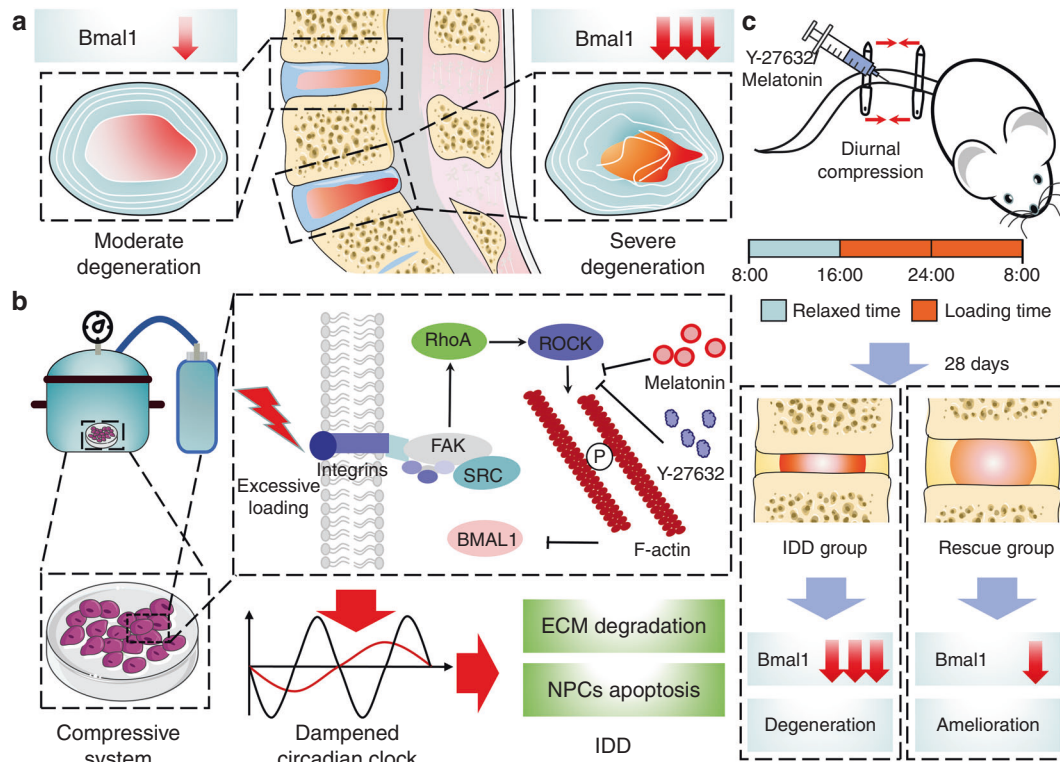 a
Bmal1
Bmal1
Moderate
degeneration
Severe
degeneration
c
Y-27632/
Melatonin
Diurnal
compression
8:00
16:00
24:00
8:00
Relaxed time
Loading time
28 days
IDD group
Rescue group
Bmal1
Bmal1
Degeneration
Amelioration
b
Excessive
loading
Integrins
FAK
SRC
RhoA
ROCK
Melatonin
Y-27632
P
F-actin
BMAL1
Compressive
system
Dampened
circadian clock
ECM degradation
NPCs apoptosis
IDD